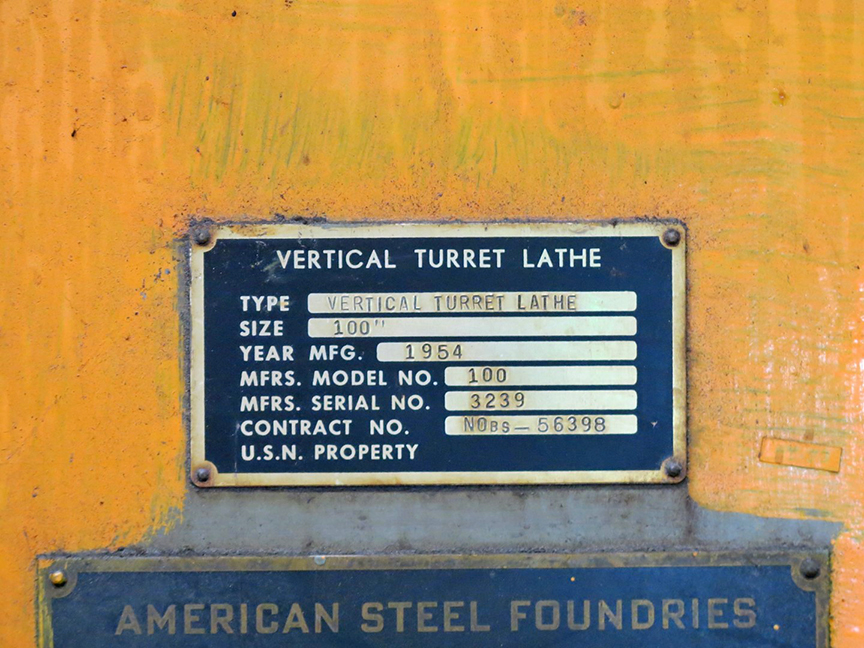 VERTICAL TURRET LATHE
TYPE VERTICAL TURRET LATHE
SIZE 100"
YEAR MFG. 1954
MFRS. MODEL NO. 100
MFRS. SERIAL NO. 3239
CONTRACT NO. NOBS—56398
U.S.N. PROPERTY
AMERICAN STEEL FOUNDRIES